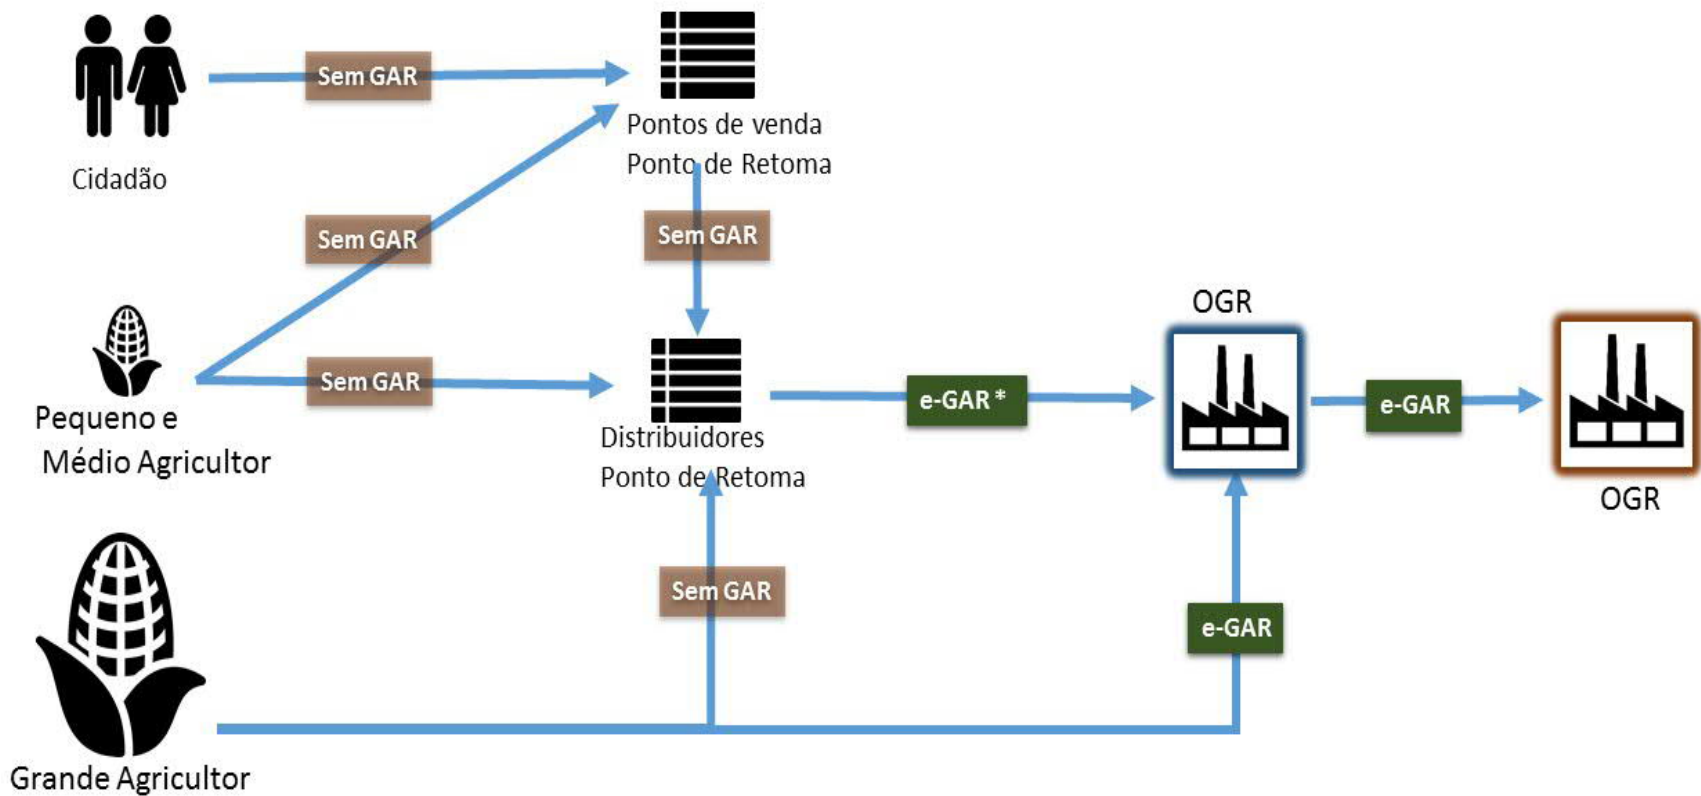 Sem GAR
Cidadão
Pontos de venda
Ponto de Retoma
Sem GAR
Sem GAR
Pequeno e
Médio Agricultor
Sem GAR
Distribuidores
Ponto de Retoma
e-GAR *
OGR
e-GAR
OGR
Sem GAR
e-GAR
Grande Agricultor